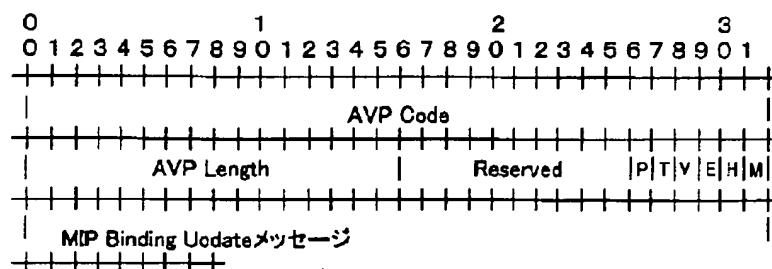 0 1 2 3
0 1 2 3 4 5 6 7 8 9 0 1 2 3 4 5 6 7 8 9 0 1 2 3 4 5 6 7 8 9 0 1
AVP Code
AVP Length Reserved P T V E H M
MIP Binding Uodateメッセージ